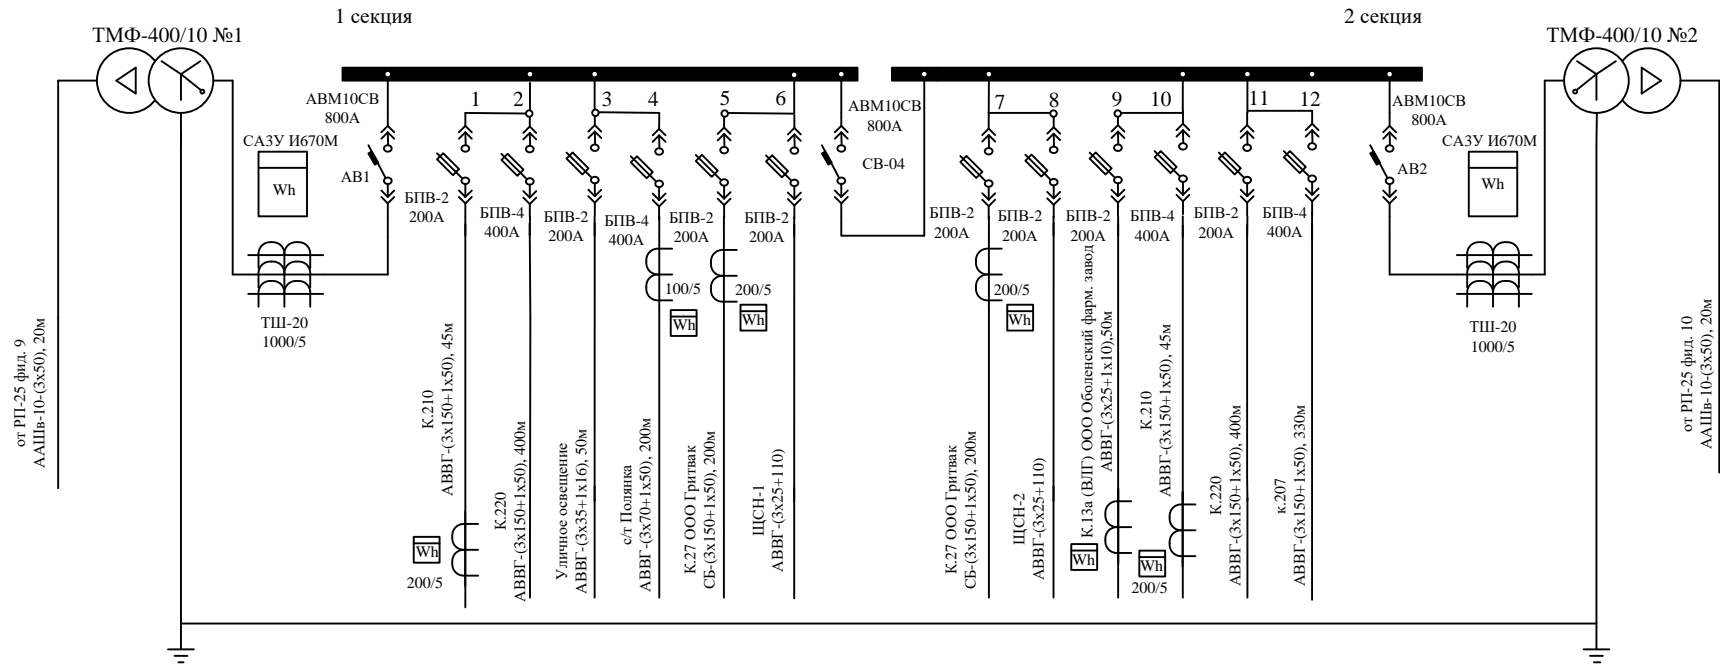 1 секция
2 секция
ТМФ-400/10 №1
ТМФ-400/10 №2
АВМ10СВ
800А
САЗУ И670М
Wh
АВ1
ТШ-20
1000/5
от РП-25 фид. 9
ААШв-10-(3х50), 20м
1
2
3
4
5
6
БПВ-2
200А
БПВ-4
400А
БПВ-2
200А
БПВ-4
400А
БПВ-2
200А
БПВ-2
200А
АВМ10СВ
800А
СВ-04
100/5
Wh
200/5
Wh
К.210
АВВГ-(3х150+1х50), 45м
Wh
200/5
К.220
АВВГ-(3х150+1х50), 400м
Уличное освещение
АВВГ-(3х35+1х16), 50м
с/т Полянка
АВВГ-(3х70+1х50), 200м
К.27 ООО Гритвак
СБ-(3х150+1х50), 200м
ЩСН-1
АВВГ-(3х25+110)
7
8
9
10
11
12
БПВ-2
200А
БПВ-2
200А
БПВ-2
200А
БПВ-4
400А
БПВ-2
200А
БПВ-4
400А
200/5
Wh
К.27 ООО Гритвак
СБ-(3х150+1х50), 200м
ЩСН-2
АВВГ-(3х25+110)
К.13а (ВЛГ) ООО Оболенский фарм. завод
АВВГ-(3х25+1х10),50м
Wh
К.210
АВВГ-(3х150+1х50), 45м
Wh
200/5
К.220
АВВГ-(3х150+1х50), 400м
к.207
АВВГ-(3х150+1х50), 330м
АВМ10СВ
800А
САЗУ И670М
Wh
АВ2
ТШ-20
1000/5
от РП-25 фид. 10
ААШв-10-(3х50), 20м